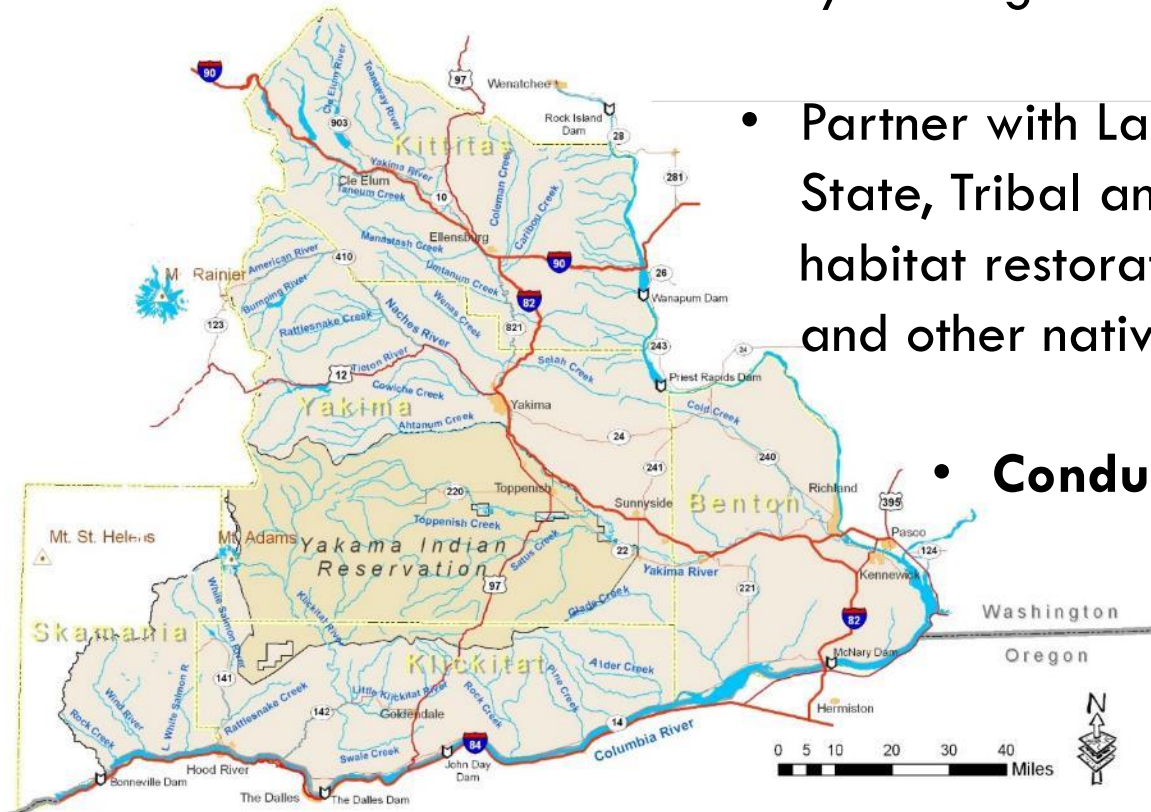 • Partner with La
State, Tribal an
habitat restorat
and other nativ
• Condu
90
97
Wenatchee
Rock Island
Dam
28
Cle Elum River
Teanaway River
903
Kittitas
281
Yakima River
Cle Elum
Taneum Creek
10
Coleman Creek
Caribou Creek
Ellensburg
Manastash Creek
American River
410
90
26
Rainier
Umtanum Creek
82
Wanapum Dam
Bumping River
Wenas Creek
123
Rattlesnake Creek
Naches River
821
243
24
Tieton River
Selah Creek
12
Priest Rapids Dam
Cowiche Creek
Yakima
Yakima
Cold Creek
Ahtanum Creek
24
241
240
Richland
395
220
Toppenish
Sunnyside
Benton
Toppenish Creek
Pasco
Mt. St. Helens
Mt. Adams
Yakama Indian
Reservation
Satus Creek
22
124
Yakima River
Kennewick
97
221
White Salmon River
Klickitat River
Glade Creek
82
Washington
Skamania
Oregon
Klickitat
McNary Dam
Alder Creek
141
Little Klickitat River
Rock Creek
Pine Creek
Wind River
L. White Salmon R
Rattlesnake Creek
142
Goldendale
Hermiston
N
Rock Creek
14
Swale Creek
84
Columbia River
John Day
Dam
0 5 10 20 30 40
Miles
Hood River
Bonneville Dam
The Dalles
The Dalles Dam